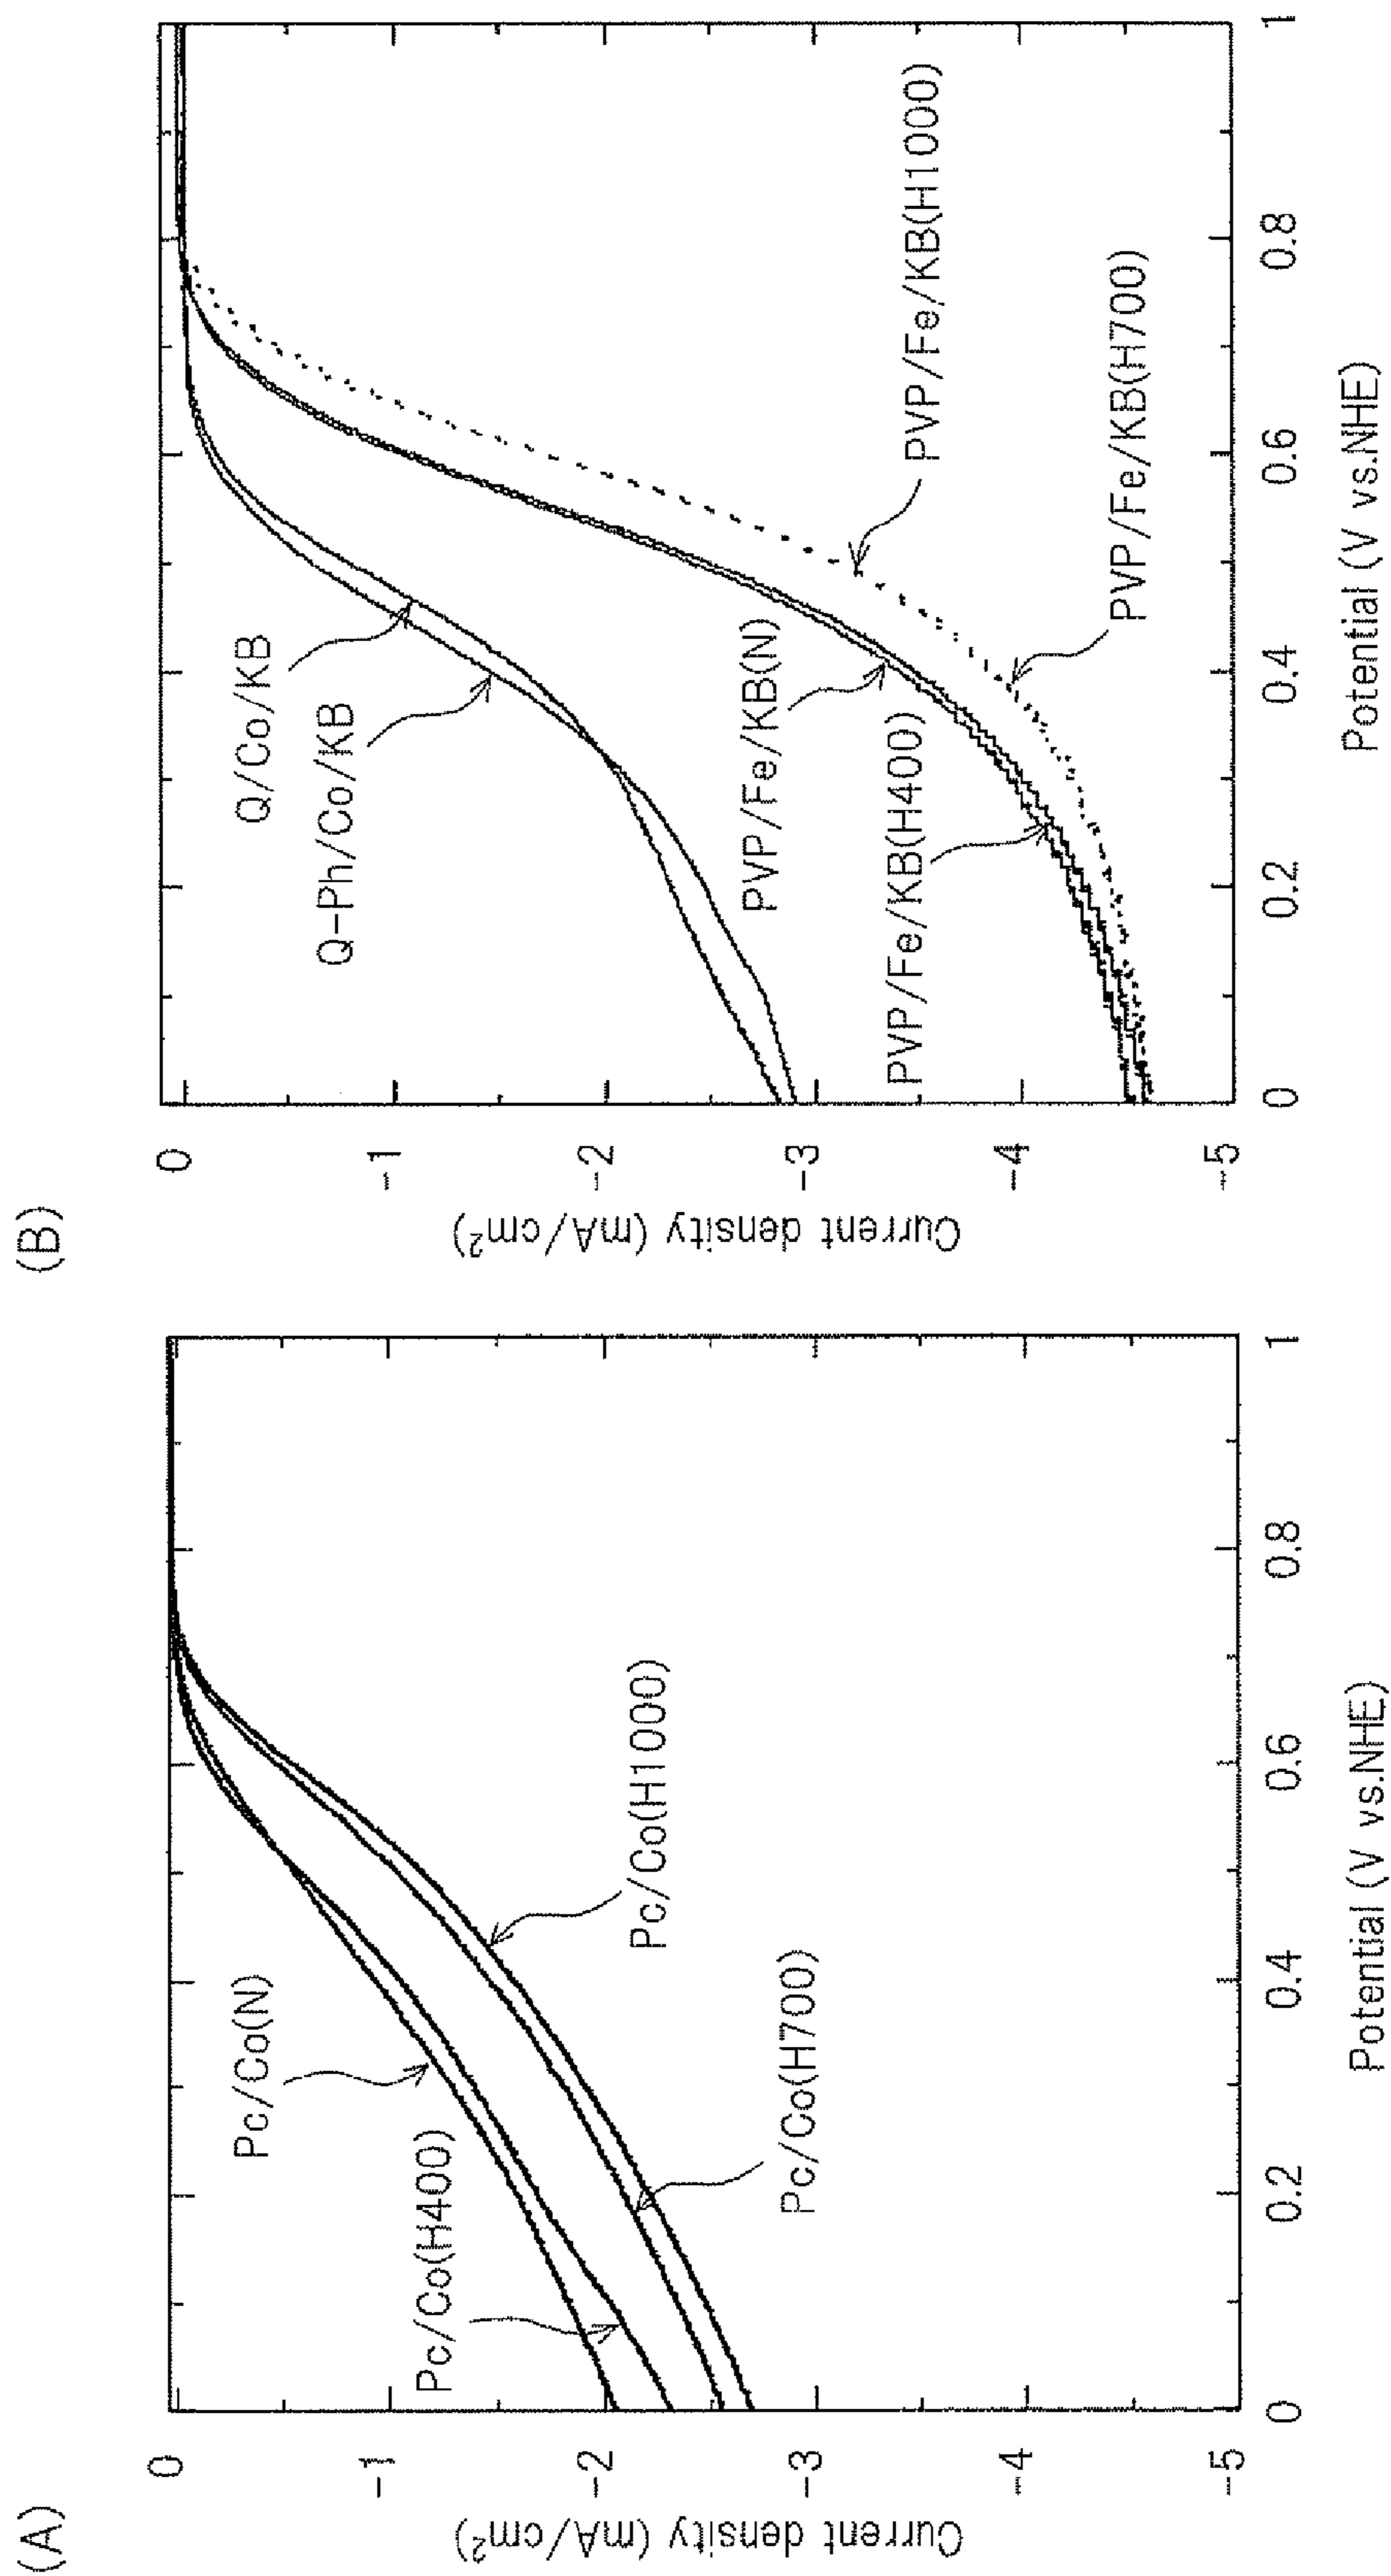 (A)
Current density (mA/cm²)
0
-1
-2
-3
-4
-5
0
0.2
0.4
0.6
0.8
1
Potential (V vs.NHE)
Pc/Co(N)
Pc/Co(H400)
Pc/Co(H1000)
Pc/Co(H700)
(B)
Current density (mA/cm²)
0
-1
-2
-3
-4
-5
0
0.2
0.4
0.6
0.8
1
Potential (V vs.NHE)
Q/Co/KB
Q-Ph/Co/KB
PVP/Fe/KB(N)
PVP/Fe/KB(H400)
PVP/Fe/KB(H1000)
PVP/Fe/KB(H700)